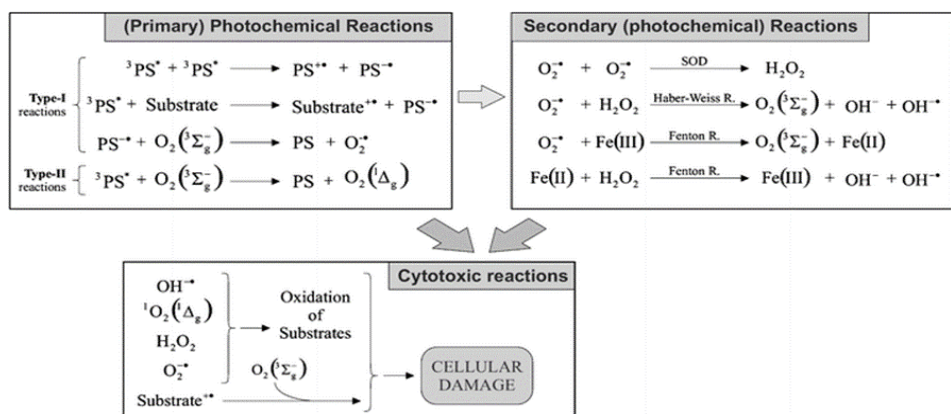 (Primary) Photochemical Reactions
³PS* + ³PS* ⟶ PS⁺• + PS⁻•
Type-I reactions
³PS* + Substrate ⟶ Substrate⁺• + PS⁻•
PS⁻• + O₂(³Σg⁻) ⟶ PS + O₂⁻•
Type-II reactions
³PS* + O₂(³Σg⁻) ⟶ PS + O₂(¹Δg)
Secondary (photochemical) Reactions
O₂⁻• + O₂⁻• SOD ⟶ H₂O₂
O₂⁻• + H₂O₂ Haber-Weiss R. ⟶ O₂(³Σg⁻) + OH⁻ + OH⁻•
O₂⁻• + Fe(III) Fenton R. ⟶ O₂(³Σg⁻) + Fe(II)
Fe(II) + H₂O₂ Fenton R. ⟶ Fe(III) + OH⁻ + OH⁻•
Cytotoxic reactions
OH⁻•
¹O₂(¹Δg)
H₂O₂
O₂⁻•
Oxidation
of
Substrates
O₂(³Σg⁻)
Substrate⁺•
CELLULAR
DAMAGE